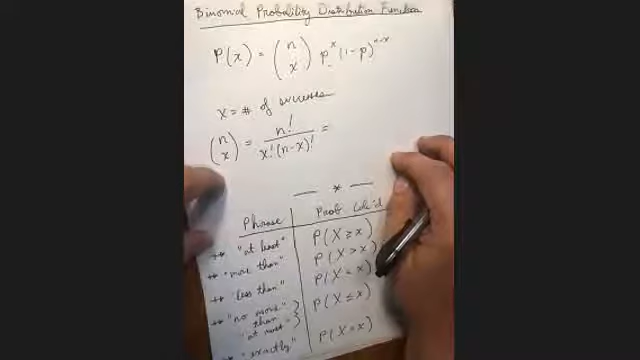 Binomial Probability Distribution Function
P(x) = (n x) p^x (1-p)^n-x
x = # of successes
(n x) = n! / x!(n-x)! =
— * —
Phrase Prob
** "at least" P(X ≥ x)
** "more than" P(X > x)
** "less than" P(X < x)
** "no more than" "at most" P(X ≤ x)
** "exactly" P(X = x)